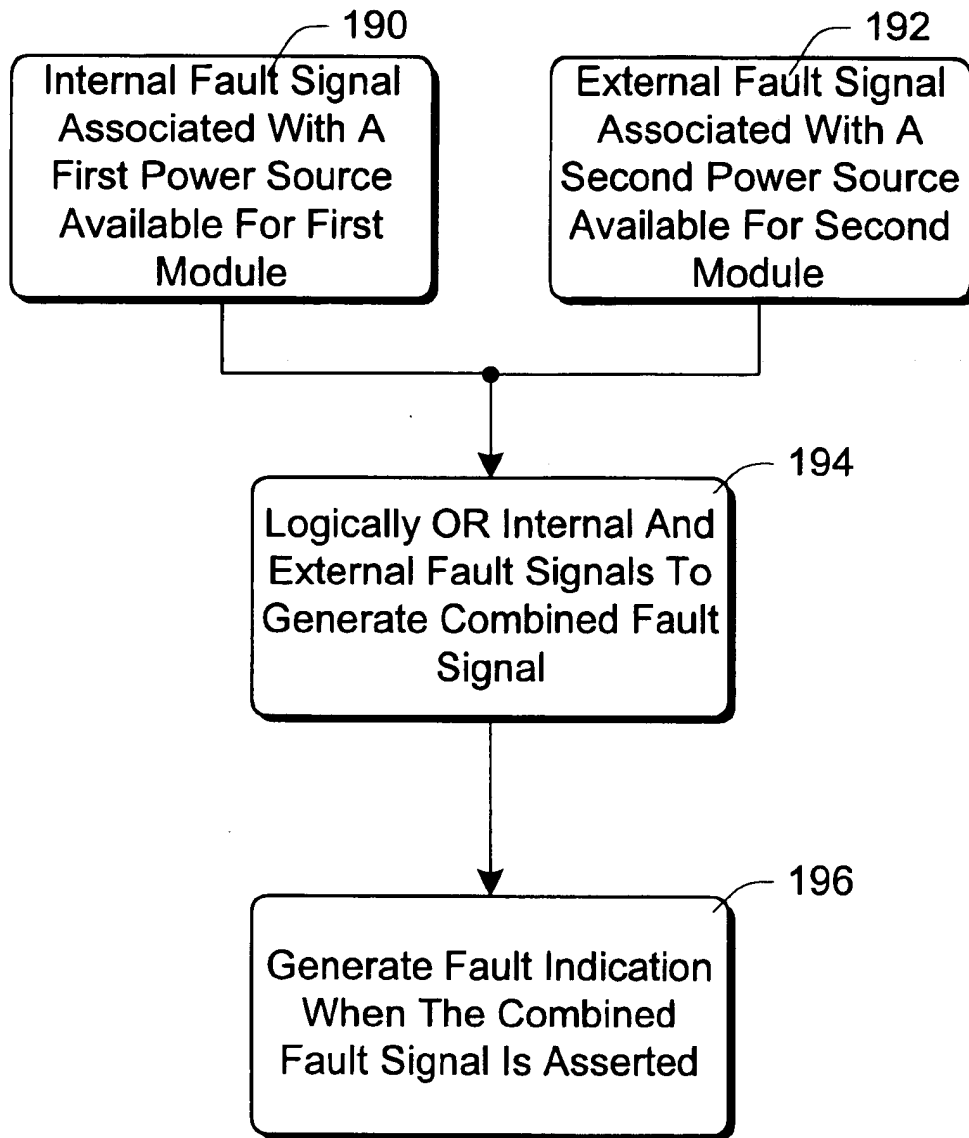 190
Internal Fault Signal
Associated With A
First Power Source
Available For First
Module
192
External Fault Signal
Associated With A
Second Power Source
Available For Second
Module
194
Logically OR Internal And
External Fault Signals To
Generate Combined Fault
Signal
196
Generate Fault Indication
When The Combined
Fault Signal Is Asserted